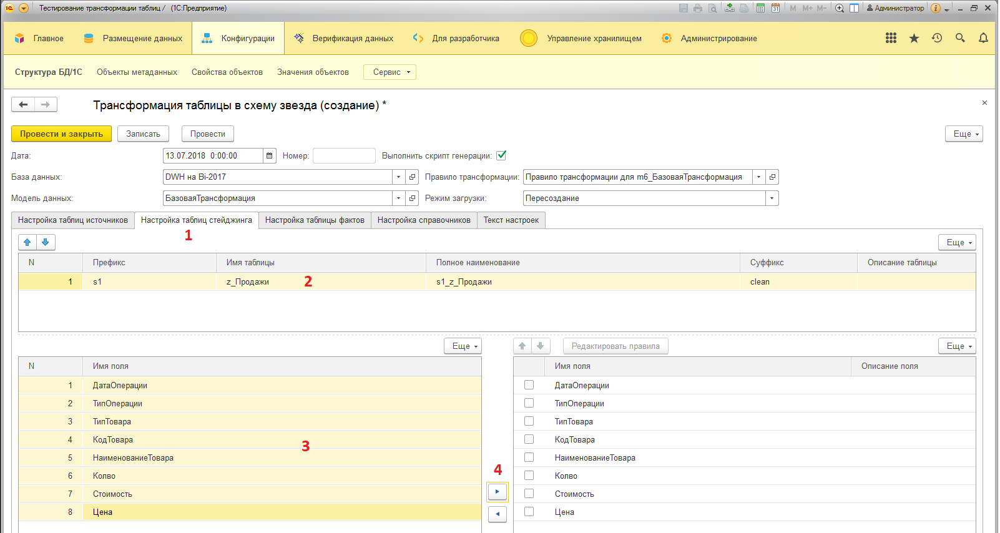 Тестирование трансформации таблиц / (1С:Предприятие)
M M+ M- Администратор
Главное Размещение данных Конфигурации Верификация данных Для разработчика Управление хранилищем Администрирование
Структура БД/1С Объекты метаданных Свойства объектов Значения объектов Сервис
Трансформация таблицы в схему звезда (создание) *
Провести и закрыть Записать Провести Еще
Дата: 13.07.2018 0:00:00 Номер: Выполнить скрипт генерации:
База данных: DWH на Bi-2017 Правило трансформации: Правило трансформации для m6_БазоваяТрансформация
Модель данных: БазоваяТрансформация Режим загрузки: Пересоздание
Настройка таблиц источников Настройка таблиц стейджинга Настройка таблицы фактов Настройка справочников Текст настроек
1
Еще
N Префикс Имя таблицы Полное наименование Суффикс Описание таблицы
1 s1 z_Продажи 2 s1_z_Продажи clean
Еще Редактировать правила Еще
N Имя поля Имя поля Описание поля
1 ДатаОперации ДатаОперации
2 ТипОперации ТипОперации
3 ТипТовара ТипТовара
4 КодТовара КодТовара
3
5 НаименованиеТовара НаименованиеТовара
4
6 Колво Колво
7 Стоимость Стоимость
8 Цена Цена